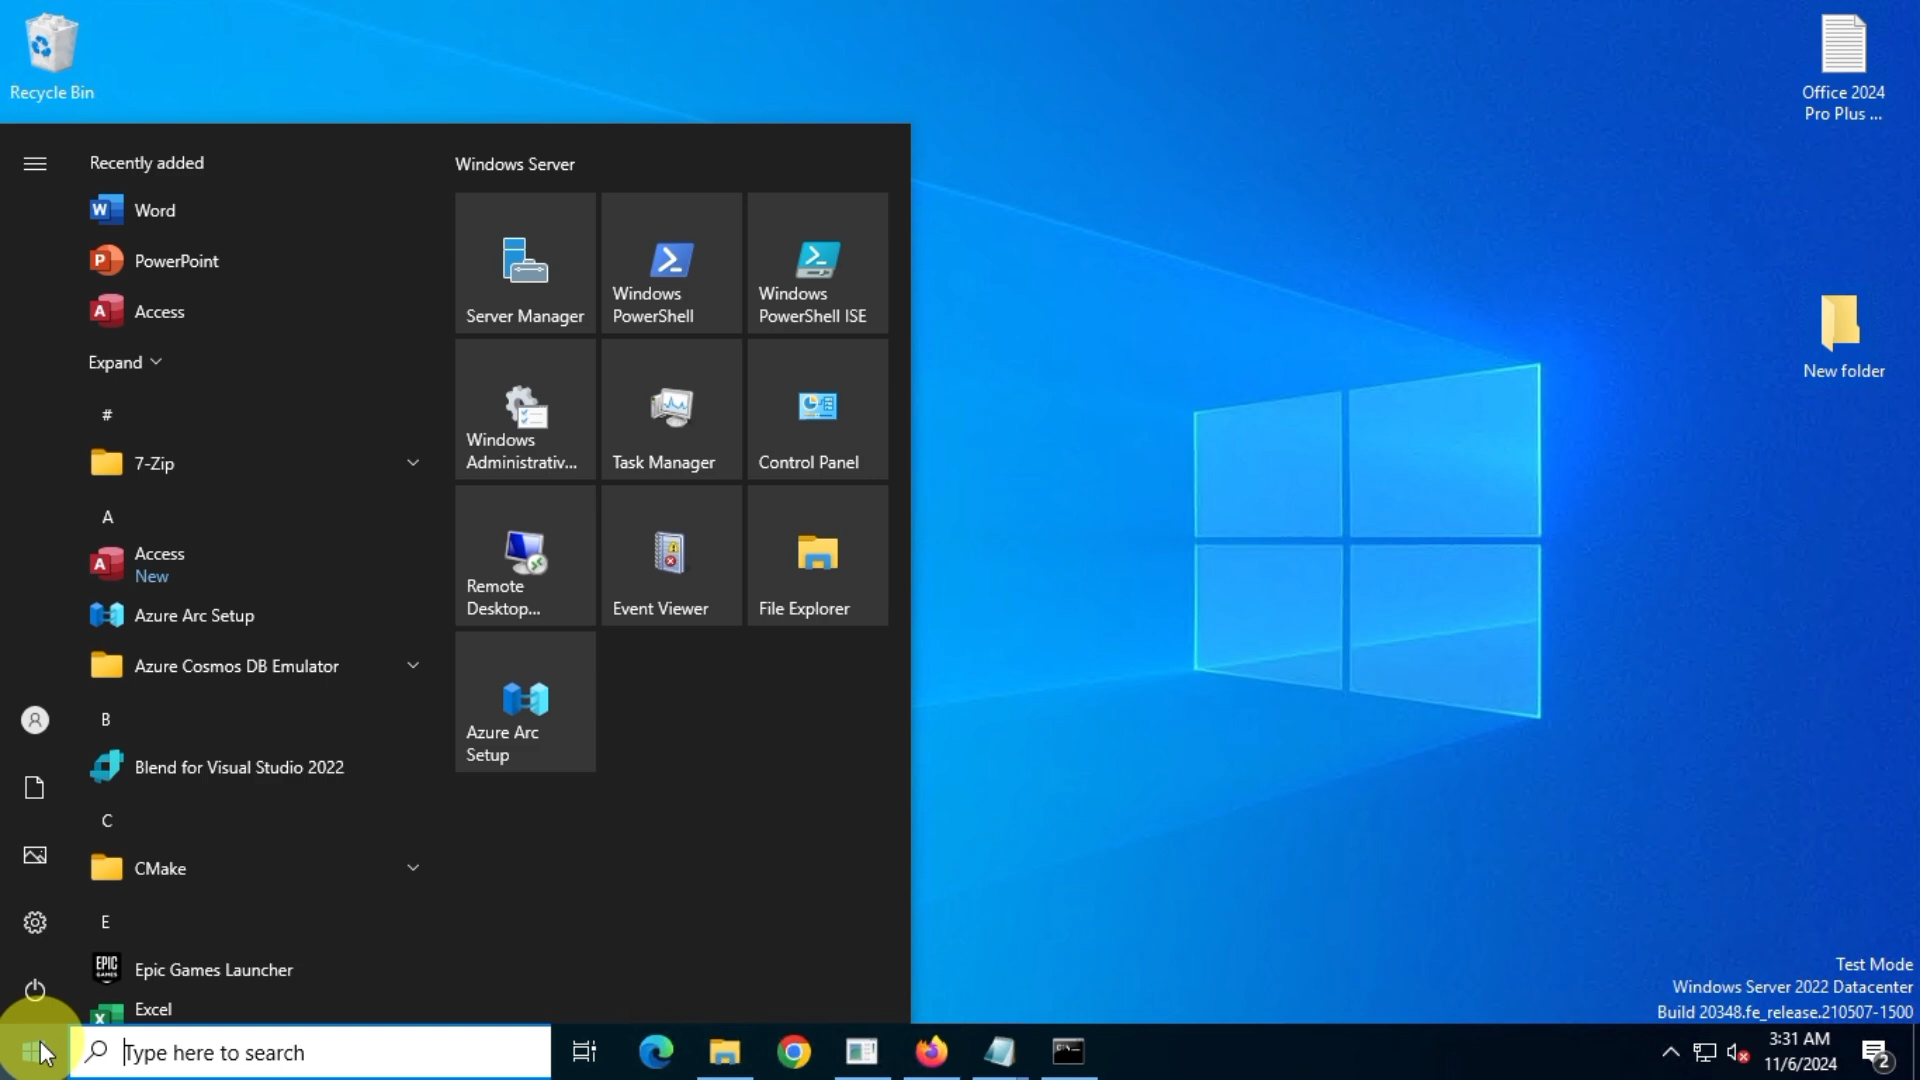 Recycle Bin
Office 2024
Pro Plus ...
New folder
Recently added
Word
PowerPoint
Access
Expand
#
7-Zip
A
Access
New
Azure Arc Setup
Azure Cosmos DB Emulator
B
Blend for Visual Studio 2022
C
CMake
E
Epic Games Launcher
Excel
Windows Server
Server Manager
Windows
PowerShell
Windows
PowerShell ISE
Windows
Administrativ...
Task Manager
Control Panel
Remote
Desktop...
Event Viewer
File Explorer
Azure Arc
Setup
Test Mode
Windows Server 2022 Datacenter
Build 20348.fe_release.210507-1500
Type here to search
3:31 AM
11/6/2024
2